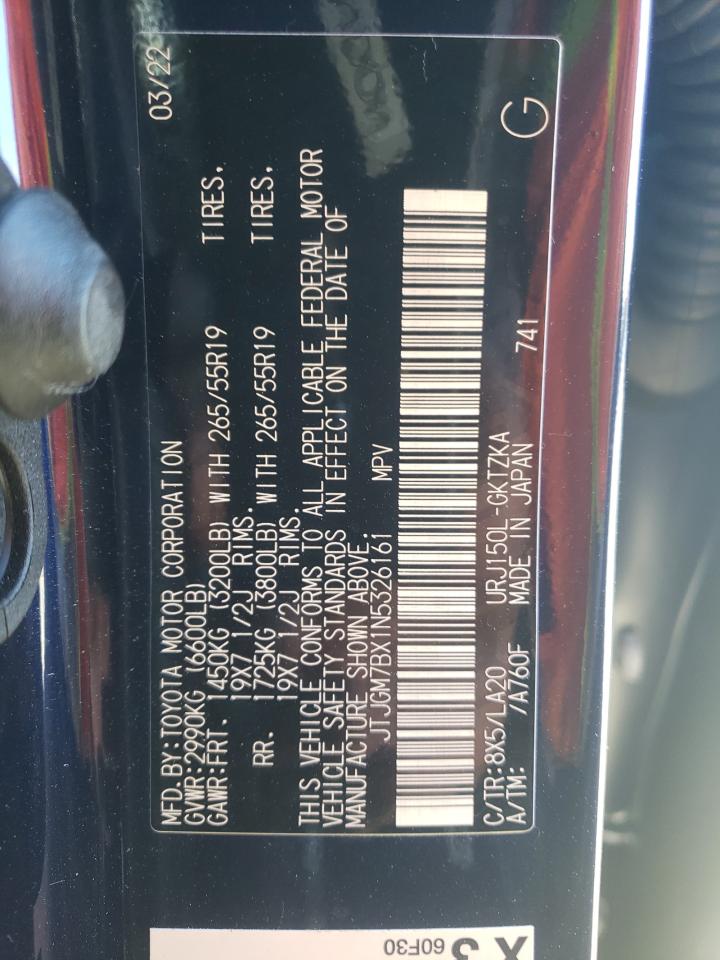 MFD.BY:TOYOTA MOTOR CORPORATION 03/22
GVWR:2990KG (6600LB)
GAWR:FRT. 1450KG (3200LB) WITH 265/55R19 TIRES.
19X7 1/2J RIMS.
RR. 1725KG (3800LB) WITH 265/55R19 TIRES.
19X7 1/2J RIMS.
THIS VEHICLE CONFORMS TO ALL APPLICABLE FEDERAL MOTOR
VEHICLE SAFETY STANDARDS IN EFFECT ON THE DATE OF
MANUFACTURE SHOWN ABOVE.
JTJGM7BX1N5326161 MPV
C/TR:8X5/LA20 URJ150L-GKTZKA 741 G
A/TM: /A760F MADE IN JAPAN
60F30
X3